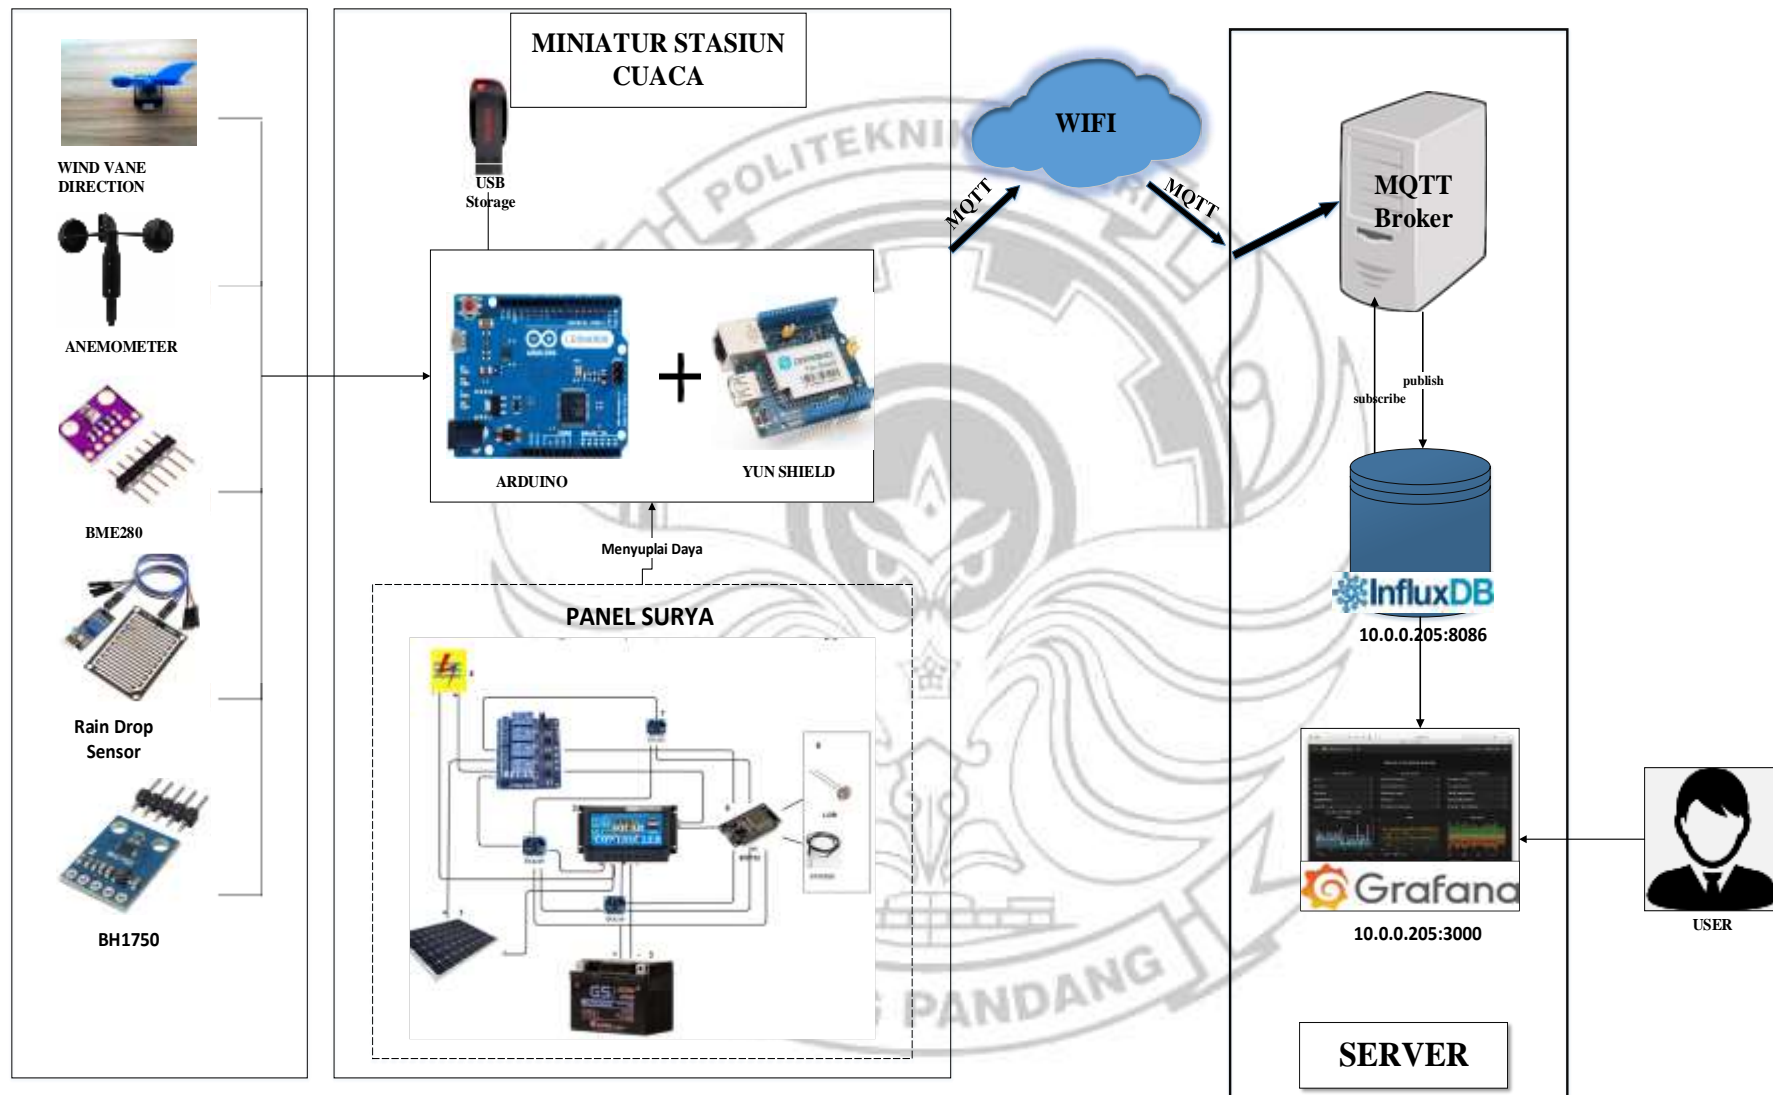 WIND VANE
DIRECTION
ANEMOMETER
BME280
Rain Drop
Sensor
BH1750
MINIATUR STASIUN
CUACA
USB
Storage
ARDUINO
YUN SHIELD
Menyuplai Daya
PANEL SURYA
GS
WIFI
MQTT
MQTT
MQTT
Broker
publish
subscribe
InfluxDB
10.0.0.205:8086
Grafana
10.0.0.205:3000
USER
SERVER
POLITEKNIK
PANDANG